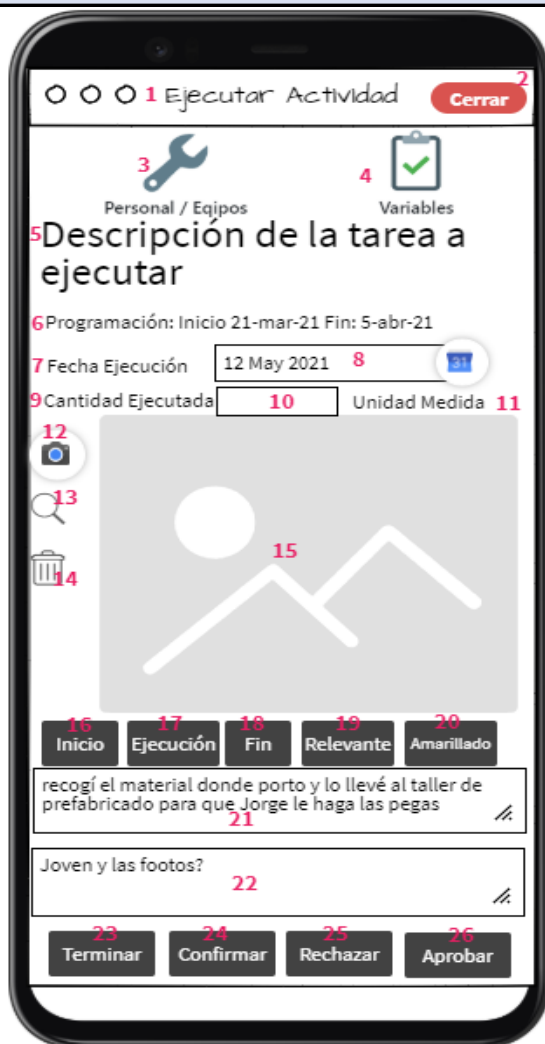 1 Ejecutar Actividad
2
Cerrar
3
4
Personal / Eqipos
Variables
5 Descripción de la tarea a
ejecutar
6 Programación: Inicio 21-mar-21 Fin: 5-abr-21
7 Fecha Ejecución 12 May 2021 8 31
9 Cantidad Ejecutada 10 Unidad Medida 11
12
13
14
15
16 17 18 19 20
Inicio Ejecución Fin Relevante Amarillado
recogí el material donde porto y lo llevé al taller de
prefabricado para que Jorge le haga las pegas
21
Joven y las footos?
22
23 24 25 26
Terminar Confirmar Rechazar Aprobar